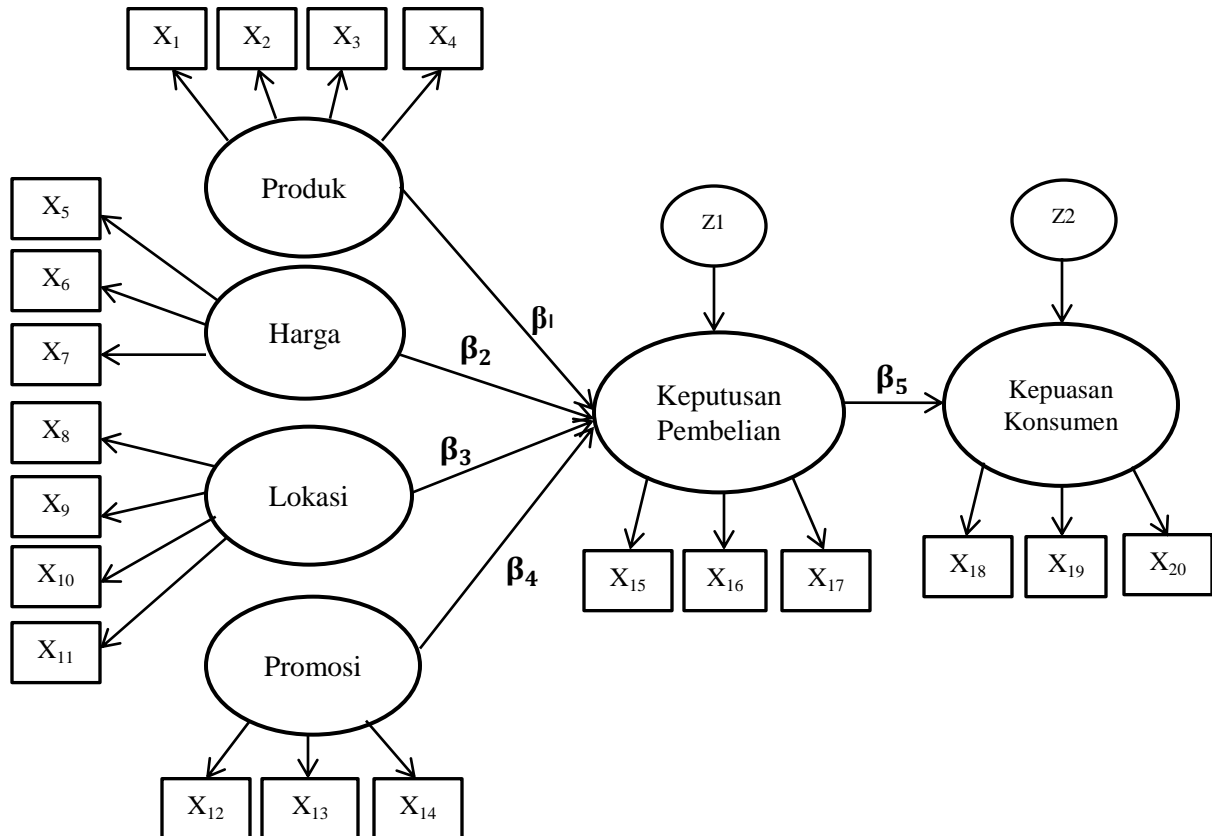 X₁ X₂ X₃ X₄
Produk
X₅
X₆
X₇
Harga
X₈
X₉
X₁₀
X₁₁
Lokasi
Promosi
X₁₂ X₁₃ X₁₄
β₁
β₂
β₃
β₄
Z1
Keputusan
Pembelian
X₁₅ X₁₆ X₁₇
β₅
Z2
Kepuasan
Konsumen
X₁₈ X₁₉ X₂₀